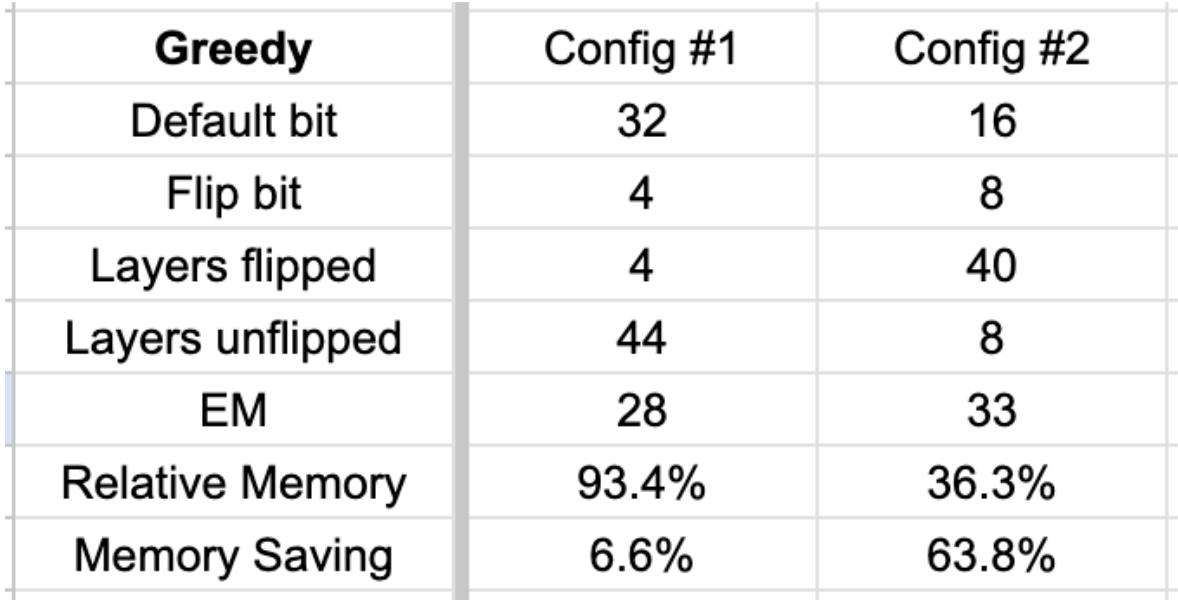 Greedy Config #1 Config #2
Default bit 32 16
Flip bit 4 8
Layers flipped 4 40
Layers unflipped 44 8
EM 28 33
Relative Memory 93.4% 36.3%
Memory Saving 6.6% 63.8%